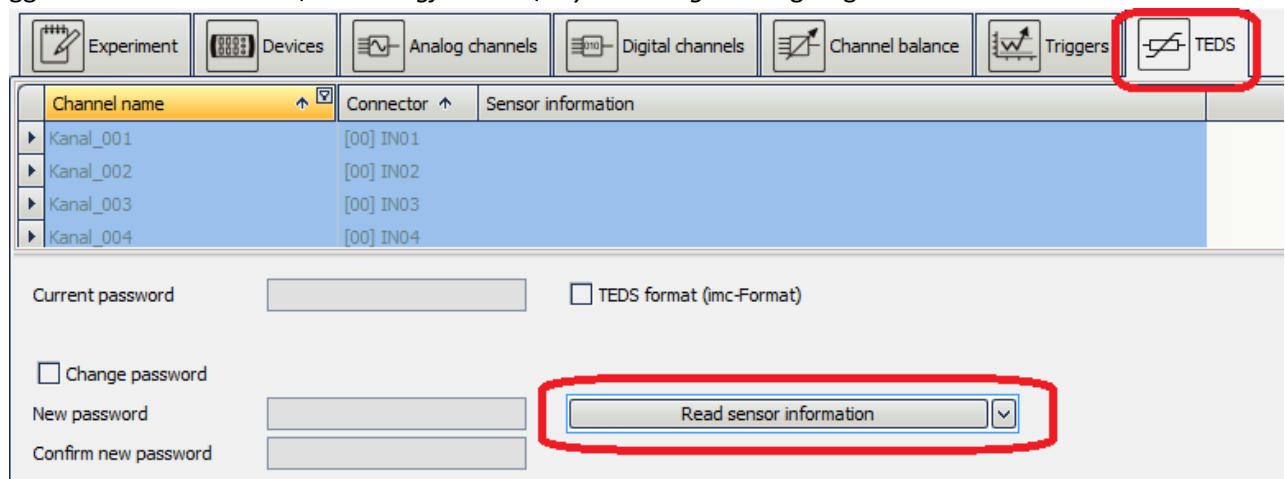 Experiment Devices Analog channels Digital channels Channel balance Triggers TEDS
Channel name Connector Sensor information
Kanal_001 [00] IN01
Kanal_002 [00] IN02
Kanal_003 [00] IN03
Kanal_004 [00] IN04
Current password TEDS format (imc-Format)
Change password
New password Read sensor information
Confirm new password